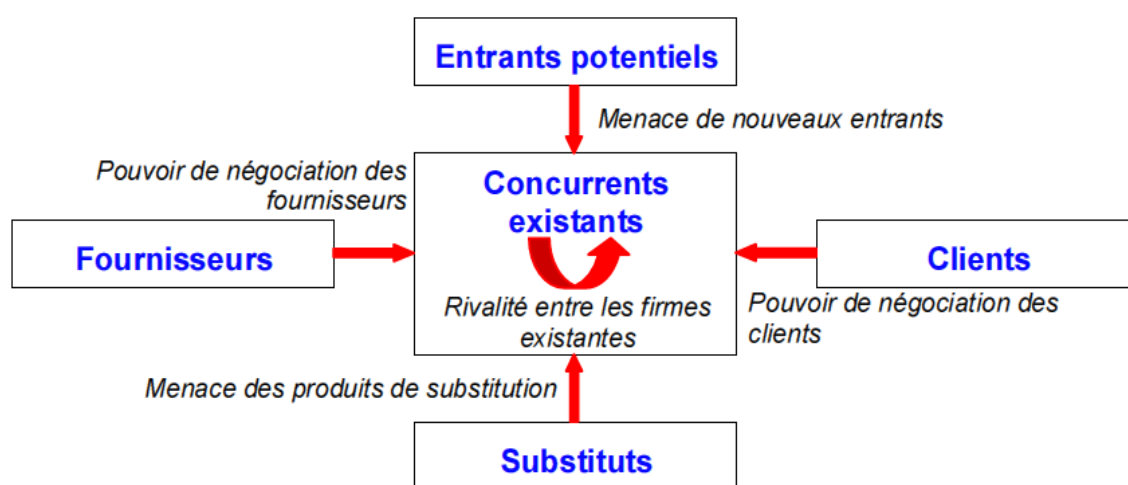 Entrants potentiels
Menace de nouveaux entrants
Pouvoir de négociation des
fournisseurs
Concurrents
existants
Fournisseurs
Clients
Rivalité entre les firmes
existantes
Pouvoir de négociation des
clients
Menace des produits de substitution
Substituts